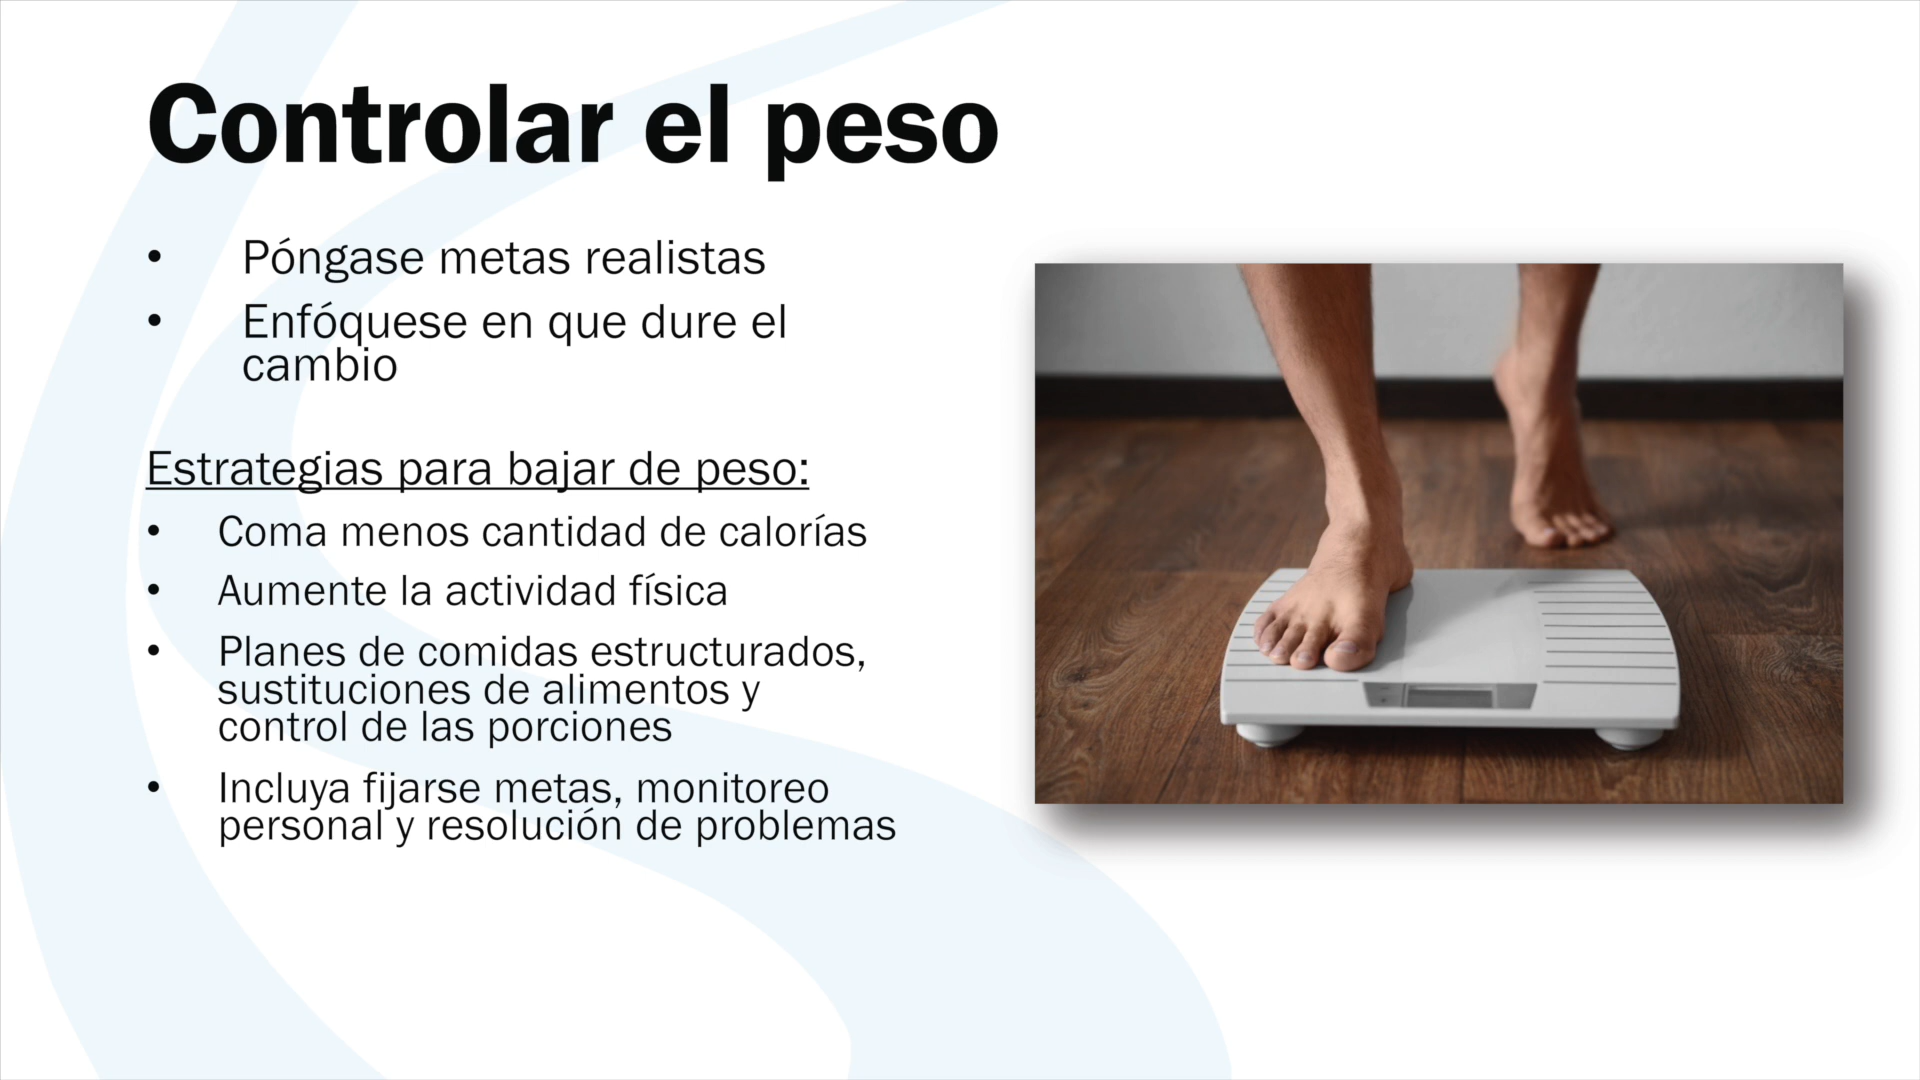 Controlar el peso
• Póngase metas realistas
• Enfóquese en que dure el
cambio
Estrategias para bajar de peso:
• Coma menos cantidad de calorías
• Aumente la actividad física
• Planes de comidas estructurados,
sustituciones de alimentos y
control de las porciones
• Incluya fijarse metas, monitoreo
personal y resolución de problemas